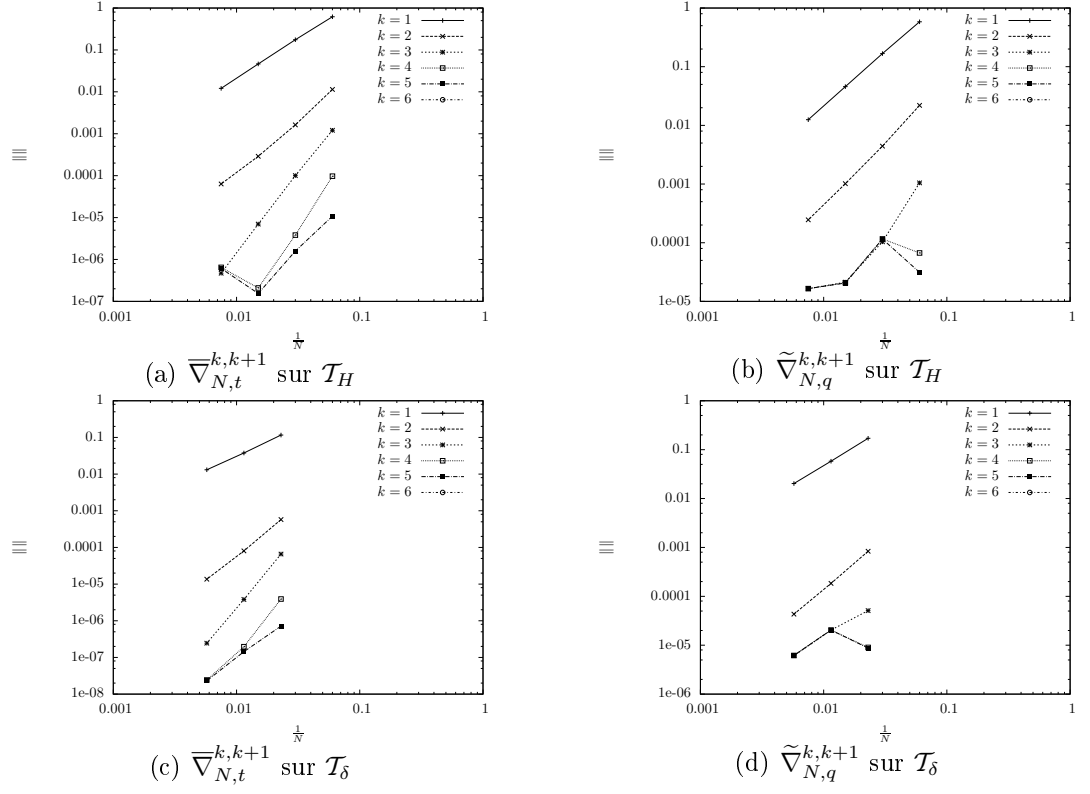 1
0.1
0.01
0.001
0.0001
1e-05
1e-06
1e-07
0.001
0.01
0.1
1
1/N
k = 1
k = 2
k = 3
k = 4
k = 5
k = 6
(a) ∇̅_{N,t}^{k,k+1} sur 𝒯_H
1
0.1
0.01
0.001
0.0001
1e-05
0.001
0.01
0.1
1
1/N
k = 1
k = 2
k = 3
k = 4
k = 5
k = 6
(b) ∇̃_{N,q}^{k,k+1} sur 𝒯_H
1
0.1
0.01
0.001
0.0001
1e-05
1e-06
1e-07
1e-08
0.001
0.01
0.1
1
1/N
k = 1
k = 2
k = 3
k = 4
k = 5
k = 6
(c) ∇̅_{N,t}^{k,k+1} sur 𝒯_δ
1
0.1
0.01
0.001
0.0001
1e-05
1e-06
0.001
0.01
0.1
1
1/N
k = 1
k = 2
k = 3
k = 4
k = 5
k = 6
(d) ∇̃_{N,q}^{k,k+1} sur 𝒯_δ